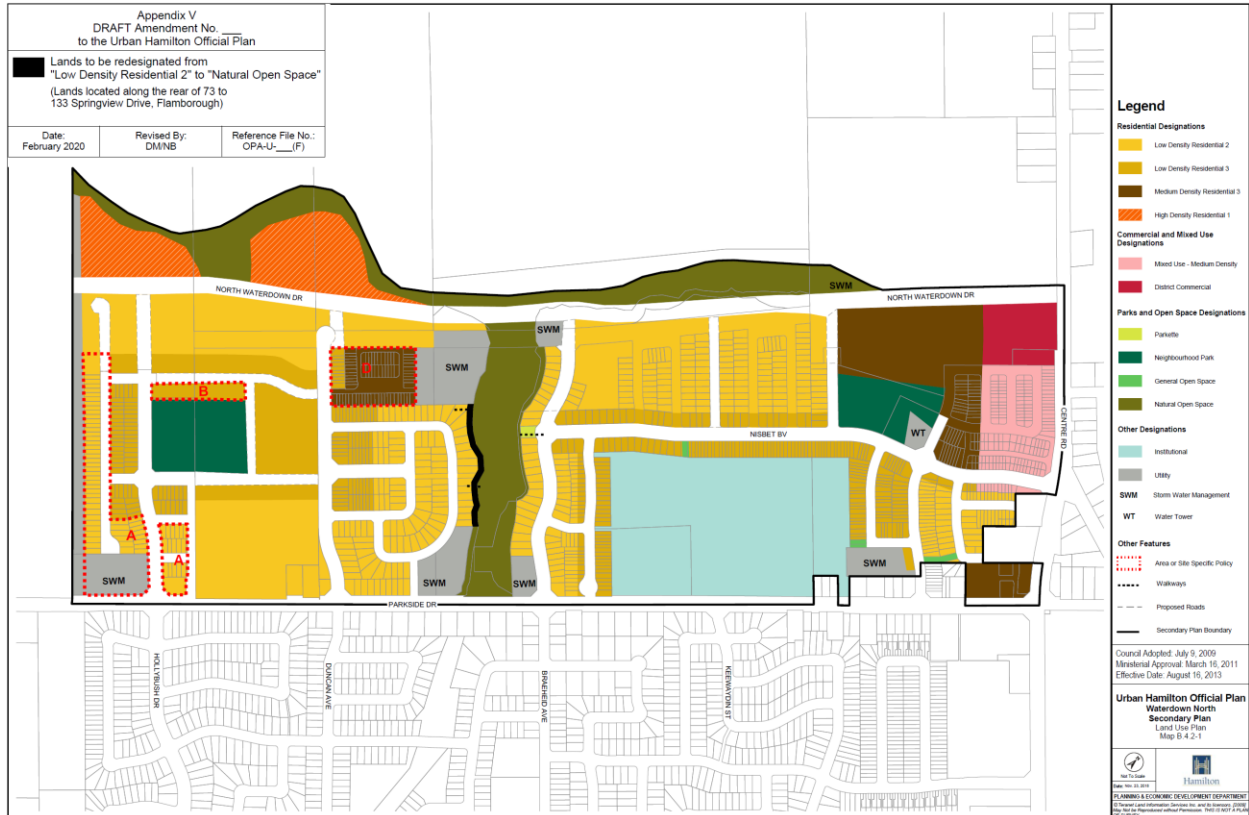 Appendix V
DRAFT Amendment No. ___
to the Urban Hamilton Official Plan
Lands to be redesignated from
"Low Density Residential 2" to "Natural Open Space"
(Lands located along the rear of 73 to
133 Springview Drive, Flamborough)
Date:
February 2020
Revised By:
DM/NB
Reference File No.:
OPA-U-___(F)
NORTH WATERDOWN DR
SWM
NORTH WATERDOWN DR
SWM
SWM
D
B
CENTRE RD
WT
NISBET BV
A
A
SWM
SWM
SWM
SWM
PARKSIDE DR
HOLLYBUSH DR
DUNCAN AVE
BRAEHEID AVE
KEEWAYDIN ST
Legend
Residential Designations
Low Density Residential 2
Low Density Residential 3
Medium Density Residential 3
High Density Residential 1
Commercial and Mixed Use
Designations
Mixed Use - Medium Density
District Commercial
Parks and Open Space Designations
Parkette
Neighbourhood Park
General Open Space
Natural Open Space
Other Designations
Institutional
Utility
SWM Storm Water Management
WT Water Tower
Other Features
Area or Site Specific Policy
Walkways
Proposed Roads
Secondary Plan Boundary
Council Adopted: July 9, 2009
Ministerial Approval: March 16, 2011
Effective Date: August 16, 2013
Urban Hamilton Official Plan
Waterdown North
Secondary Plan
Land Use Plan
Map B.4.2-1
Not To Scale
Hamilton
PLANNING & ECONOMIC DEVELOPMENT DEPARTMENT